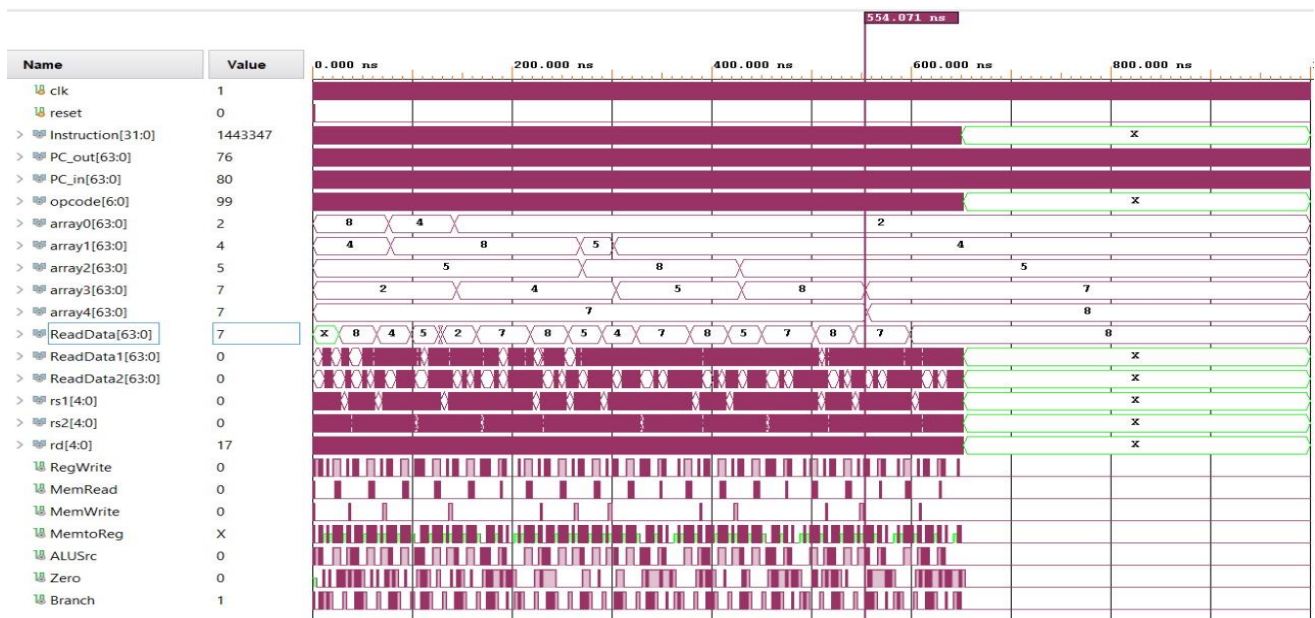 554.071 ns
Name Value 0.000 ns 200.000 ns 400.000 ns 600.000 ns 800.000 ns
clk 1
reset 0
Instruction[31:0] 1443347 X
PC_out[63:0] 76
PC_in[63:0] 80
opcode[6:0] 99 X
array0[63:0] 2 8 4 2
array1[63:0] 4 4 8 5 4
array2[63:0] 5 5 8 5
array3[63:0] 7 2 4 5 8 7
array4[63:0] 7 7 8
ReadData[63:0] 7 X 8 4 5 2 7 8 5 4 7 8 5 7 8 7 8
ReadData1[63:0] 0 X
ReadData2[63:0] 0 X
rs1[4:0] 0 X
rs2[4:0] 0 X
rd[4:0] 17 X
RegWrite 0
MemRead 0
MemWrite 0
MemtoReg X
ALUSrc 0
Zero 0
Branch 1